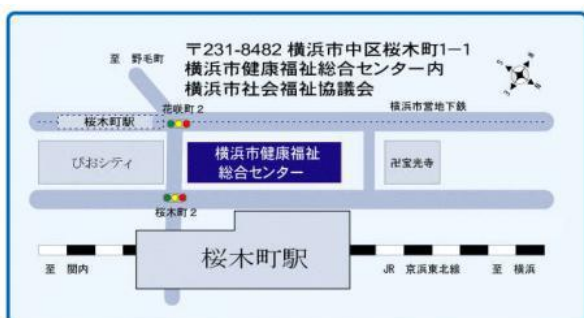 〒231-8482 横浜市中区桜木町1-1
横浜市健康福祉総合センター内
横浜市社会福祉協議会
至 野毛町
花咲町 2
横浜市営地下鉄
桜木町駅
ぴおシティ
横浜市健康福祉
総合センター
卍宝光寺
桜木町 2
桜木町駅
至 関内
JR 京浜東北線
至 横浜